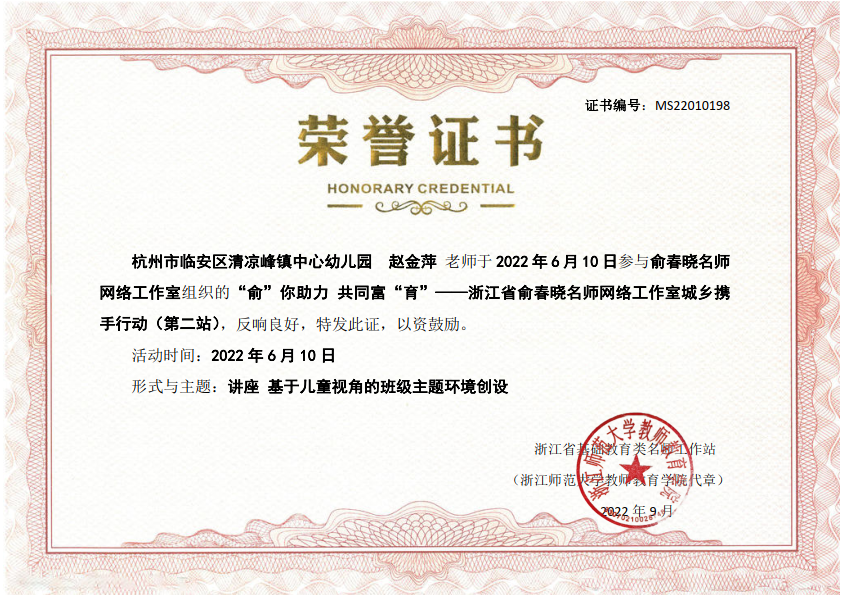 证书编号：MS22010198
荣誉证书
HONORARY CREDENTIAL
杭州市临安区清凉峰镇中心幼儿园 赵金萍 老师于 2022 年 6 月 10 日参与俞春晓名师
网络工作室组织的“俞”你助力 共同富“育”——浙江省俞春晓名师网络工作室城乡携
手行动（第二站），反响良好，特发此证，以资鼓励。
活动时间：2022 年 6 月 10 日
形式与主题：讲座 基于儿童视角的班级主题环境创设
浙江省基础教育类名师工作站
（浙江师范大学教师教育学院代章）
2022 年 9 月
浙江师范大学教师教育学院